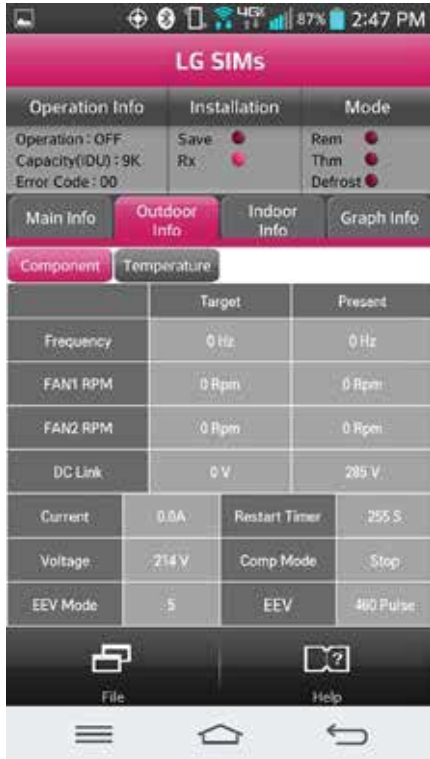 4G 87% 2:47 PM
LG SIMs
Operation Info Installation Mode
Operation : OFF Save Rem
Capacity(IDU) : 9K Rx Thm
Error Code : 00 Defrost
Main Info Outdoor Info Indoor Info Graph Info
Component Temperature
Target Present
Frequency 0 Hz 0 Hz
FAN1 RPM 0 Rpm 0 Rpm
FAN2 RPM 0 Rpm 0 Rpm
DC Link 0 V 285 V
Current 0.0A Restart Timer 255 S
Voltage 214 V Comp Mode Stop
EEV Mode 5 EEV 460 Pulse
File Help